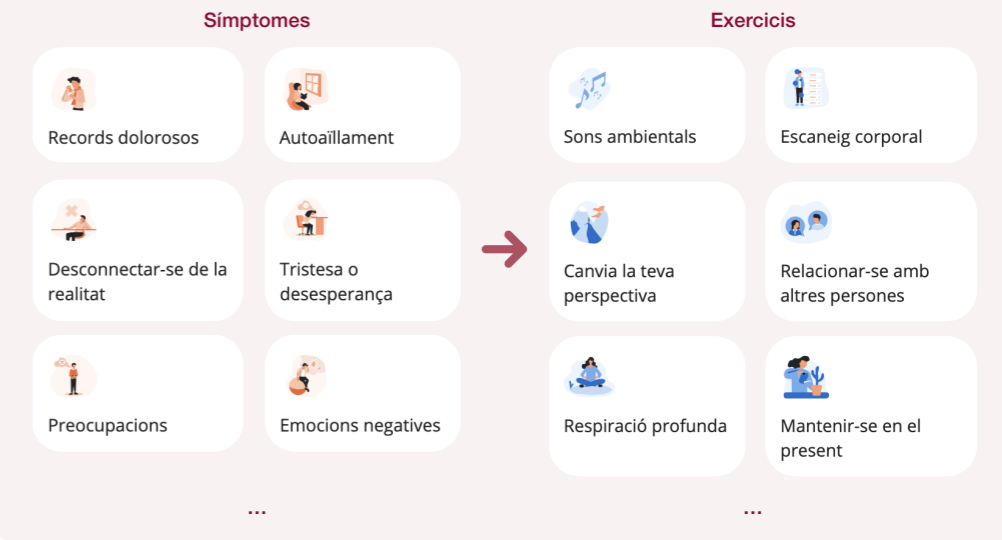 Símptomes
Records dolorosos
Autoaïllament
Desconnectar-se de la
realitat
Tristesa o
desesperança
Preocupacions
Emocions negatives
...
Exercicis
Sons ambientals
Escaneig corporal
Canvia la teva
perspectiva
Relacionar-se amb
altres persones
Respiració profunda
Mantenir-se en el
present
...